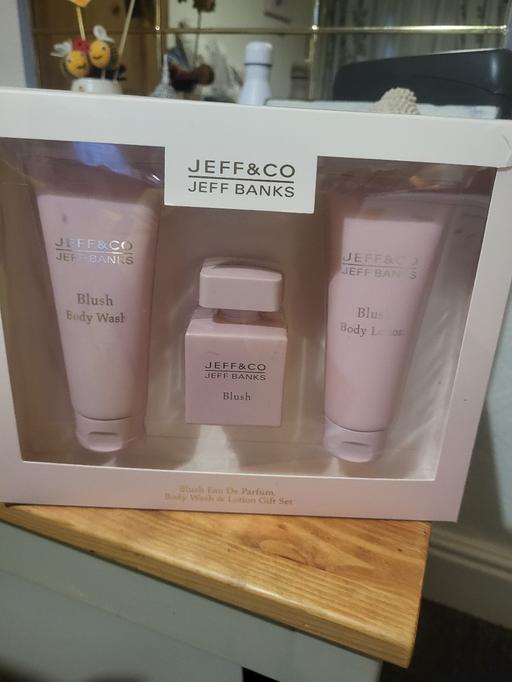 JEFF&CO
JEFF BANKS
JEFF&CO
JEFF BANKS
Blush
Body Wash
JEFF&CO
JEFF BANKS
Blush
JEFF&CO
JEFF BANKS
Blush
Body Lotion
Blush Eau De Parfum,
Body Wash & Lotion Gift Set